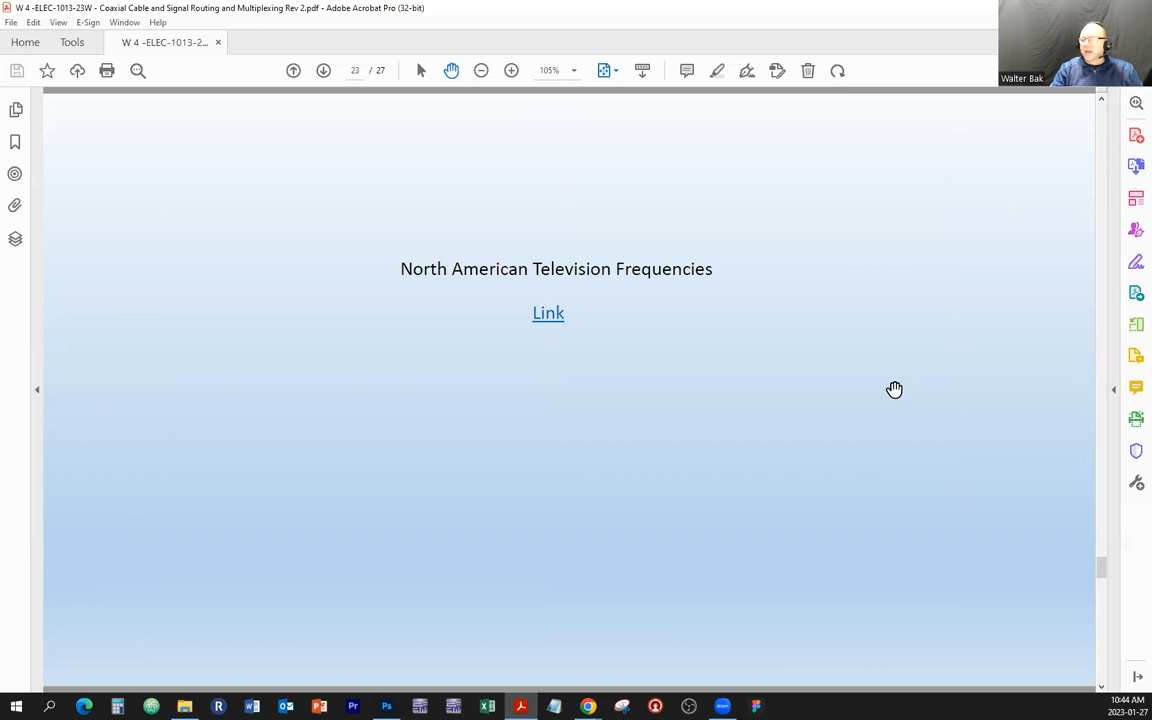 W 4 -ELEC-1013-23W - Coaxial Cable and Signal Routing and Multiplexing Rev 2.pdf - Adobe Acrobat Pro (32-bit)
File Edit View E-Sign Window Help
Home Tools W 4 -ELEC-1013-2... ×
23 / 27 105%
Walter Bak
North American Television Frequencies
Link
10:44 AM
2023-01-27